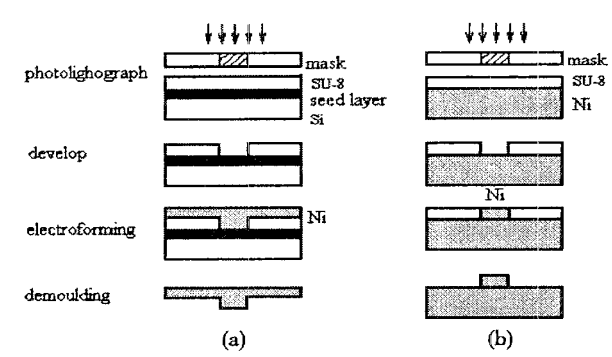 mask
mask
photolighograph
SU-8
SU-8
seed layer
Ni
Si
develop
Ni
Ni
electroforming
demoulding
(a)
(b)